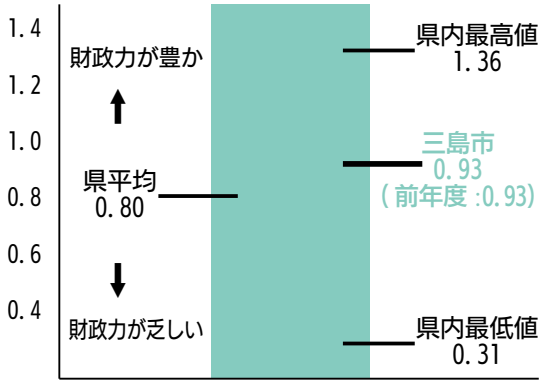 1.4
1.2
1.0
0.8
0.6
0.4
財政力が豊か
県平均
0.80
財政力が乏しい
県内最高値
1.36
三島市
0.93
(前年度:0.93)
県内最低値
0.31